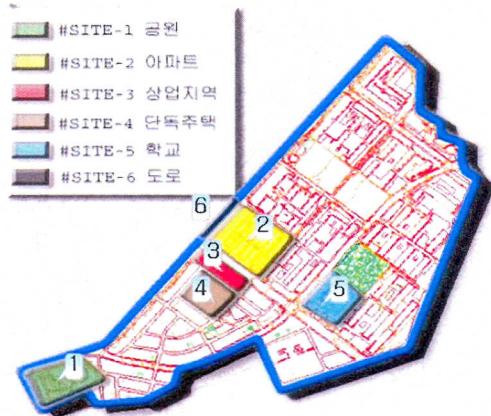 #SITE-1 공원
#SITE-2 아파트
#SITE-3 상업지역
#SITE-4 단독주택
#SITE-5 학교
#SITE-6 도로
6
2
3
4
5
1